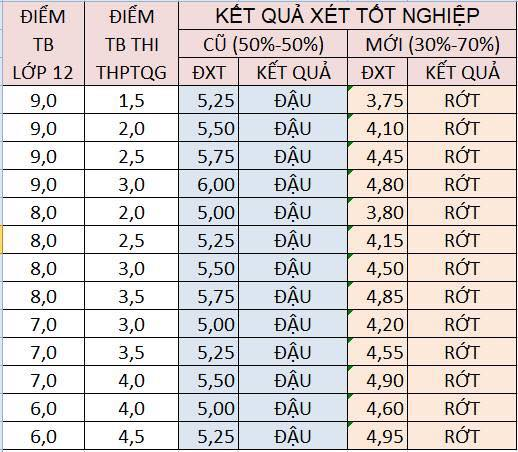 ĐIỂM TB LỚP 12 ĐIỂM TB THI THPTQG KẾT QUẢ XÉT TỐT NGHIỆP
CŨ (50%-50%) MỚI (30%-70%)
ĐXT KẾT QUẢ ĐXT KẾT QUẢ
9,0 1,5 5,25 ĐẬU 3,75 RỚT
9,0 2,0 5,50 ĐẬU 4,10 RỚT
9,0 2,5 5,75 ĐẬU 4,45 RỚT
9,0 3,0 6,00 ĐẬU 4,80 RỚT
8,0 2,0 5,00 ĐẬU 3,80 RỚT
8,0 2,5 5,25 ĐẬU 4,15 RỚT
8,0 3,0 5,50 ĐẬU 4,50 RỚT
8,0 3,5 5,75 ĐẬU 4,85 RỚT
7,0 3,0 5,00 ĐẬU 4,20 RỚT
7,0 3,5 5,25 ĐẬU 4,55 RỚT
7,0 4,0 5,50 ĐẬU 4,90 RỚT
6,0 4,0 5,00 ĐẬU 4,60 RỚT
6,0 4,5 5,25 ĐẬU 4,95 RỚT